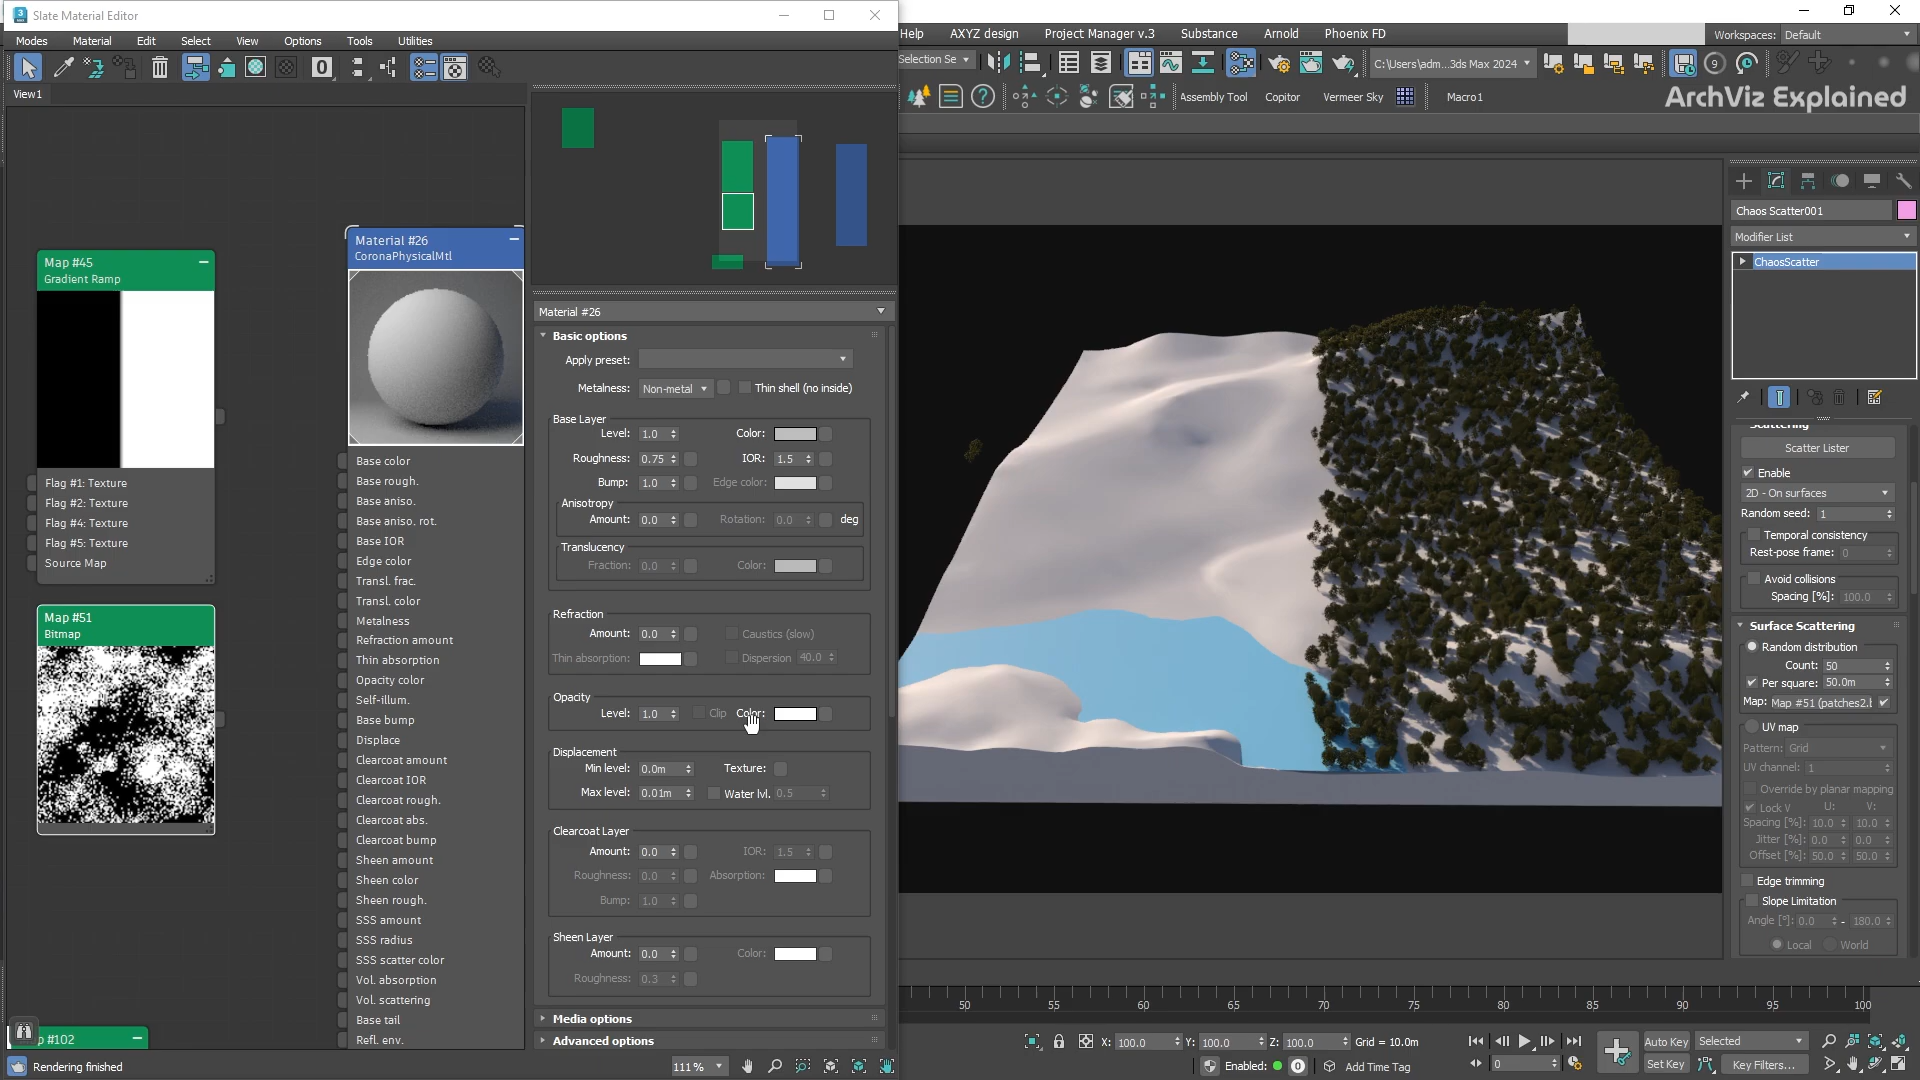 Slate Material Editor
Modes Material Edit Select View Options Tools Utilities
View1
Map #45
Gradient Ramp
Flag #1: Texture
Flag #2: Texture
Flag #4: Texture
Flag #5: Texture
Source Map
Map #51
Bitmap
p #102
Rendering finished
111%
Material #26
CoronaPhysicalMtl
Base color
Base rough.
Base aniso.
Base aniso. rot.
Base IOR
Edge color
Transl. frac.
Transl. color
Metalness
Refraction amount
Thin absorption
Opacity color
Self-illum.
Base bump
Displace
Clearcoat amount
Clearcoat IOR
Clearcoat rough.
Clearcoat abs.
Clearcoat bump
Sheen amount
Sheen color
Sheen rough.
SSS amount
SSS radius
SSS scatter color
Vol. absorption
Vol. scattering
Base tail
Refl. env.
Material #26
Basic options
Apply preset:
Metalness: Non-metal Thin shell (no inside)
Base Layer
Level: 1.0 Color:
Roughness: 0.75 IOR: 1.5
Bump: 1.0 Edge color:
Anisotropy
Amount: 0.0 Rotation: 0.0 deg
Translucency
Fraction: 0.0 Color:
Refraction
Amount: 0.0 Caustics (slow)
Thin absorption: Dispersion 40.0
Opacity
Level: 1.0 Clip Color:
Displacement
Min level: 0.0m Texture:
Max level: 0.01m Water lvl. 0.5
Clearcoat Layer
Amount: 0.0 IOR: 1.5
Roughness: 0.0 Absorption:
Bump: 1.0
Sheen Layer
Amount: 0.0 Color:
Roughness: 0.3
Media options
Advanced options
Help AXYZ design Project Manager v.3 Substance Arnold Phoenix FD
Workspaces: Default
Selection Se
C:\Users\adm...3ds Max 2024
9
Assembly Tool Copitor Vermeer Sky Macro1
ArchViz Explained
Chaos Scatter001
Modifier List
ChaosScatter
Scattering
Scatter Lister
Enable
2D - On surfaces
Random seed: 1
Temporal consistency
Rest-pose frame: 0
Avoid collisions
Spacing [%]: 100.0
Surface Scattering
Random distribution
Count: 50
Per square: 50.0m
Map: Map #51 (patches2.t
UV map
Pattern: Grid
UV channel: 1
Override by planar mapping
Lock V U: V:
Spacing [%]: 10.0 10.0
Jitter [%]: 0.0 0.0
Offset [%]: 50.0 50.0
Edge trimming
Slope Limitation
Angle [°]: 0.0 - 180.0
Local World
50 55 60 65 70 75 80 85 90 95 100
X: 100.0 Y: 100.0 Z: 100.0 Grid = 10.0m
Enabled: 0 Add Time Tag
0
Auto Key Selected
Set Key Key Filters...